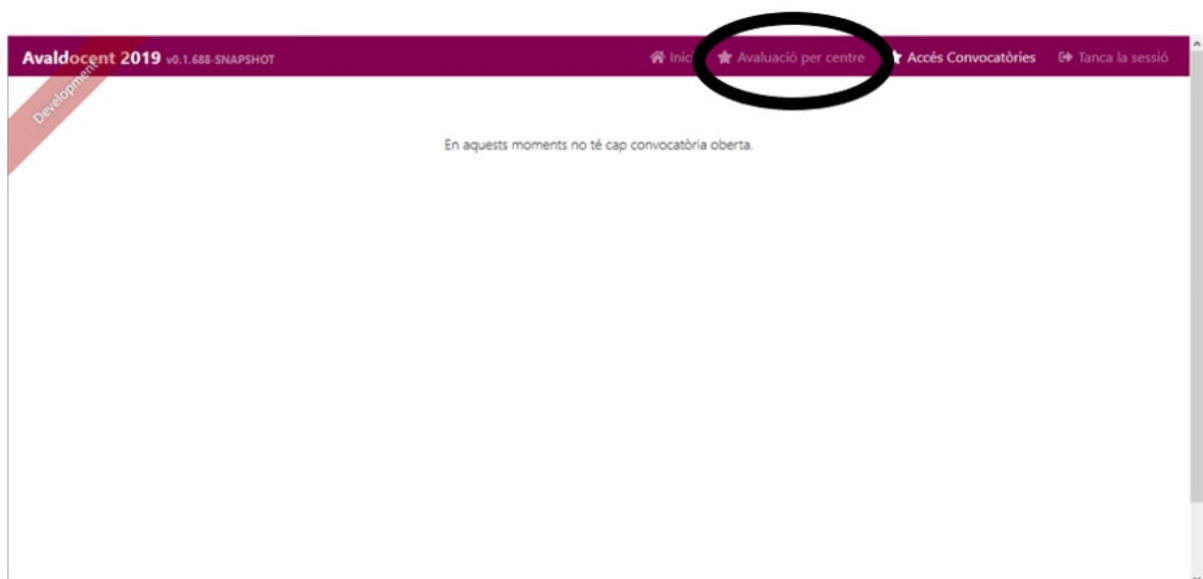 Avaldocent 2019 v0.1.688-SNAPSHOT Inici Avaluació per centre Accés Convocatòries Tanca la sessió
Development
En aquests moments no té cap convocatòria oberta.